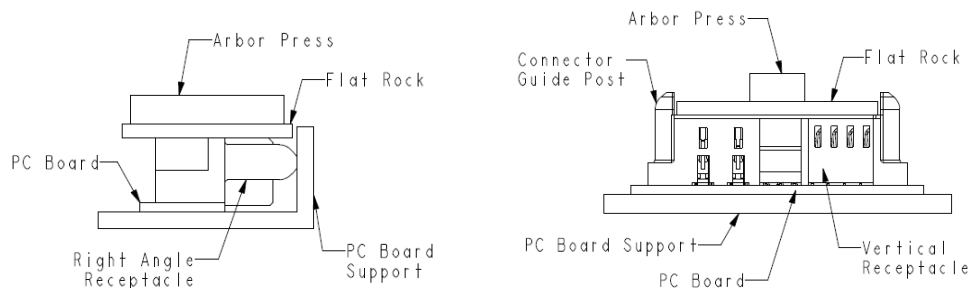 Arbor Press
Flat Rock
PC Board
Right Angle
Receptacle
PC Board
Support
Arbor Press
Connector
Guide Post
Flat Rock
PC Board Support
PC Board
Vertical
Receptacle